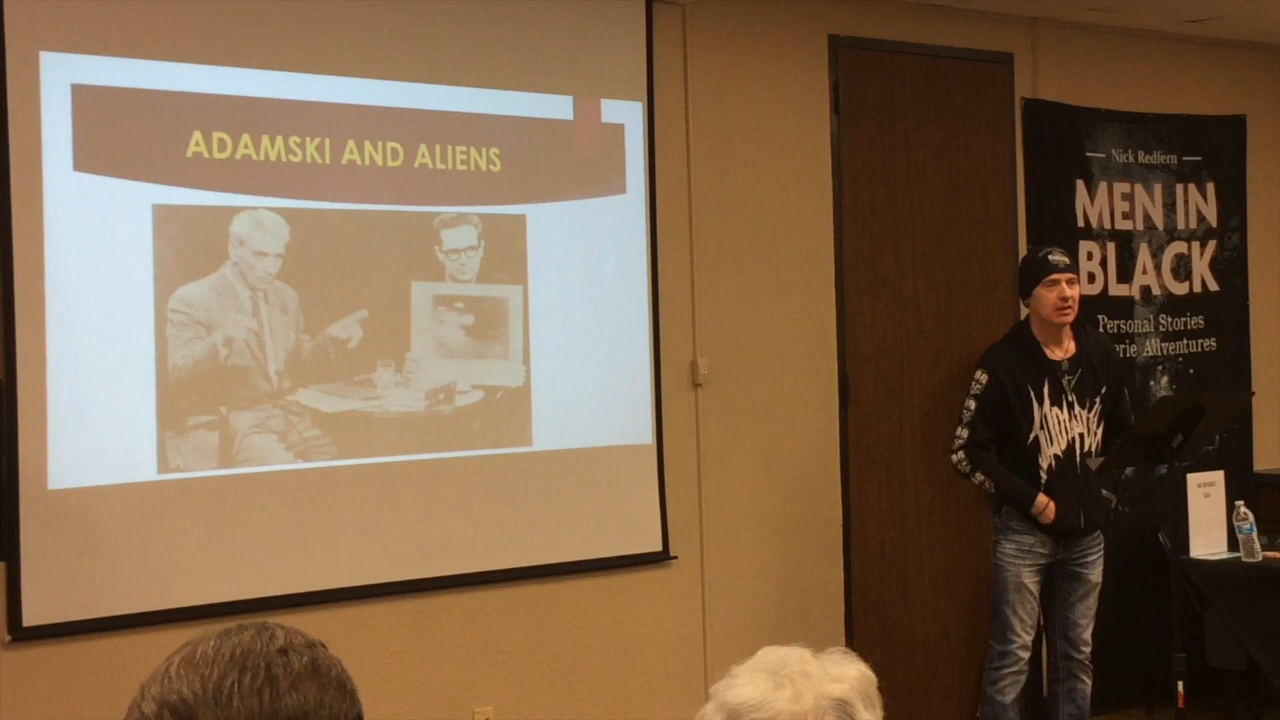 ADAMSKI AND ALIENS
Nick Redfern
MEN IN
BLACK
Personal Stories
Adventures